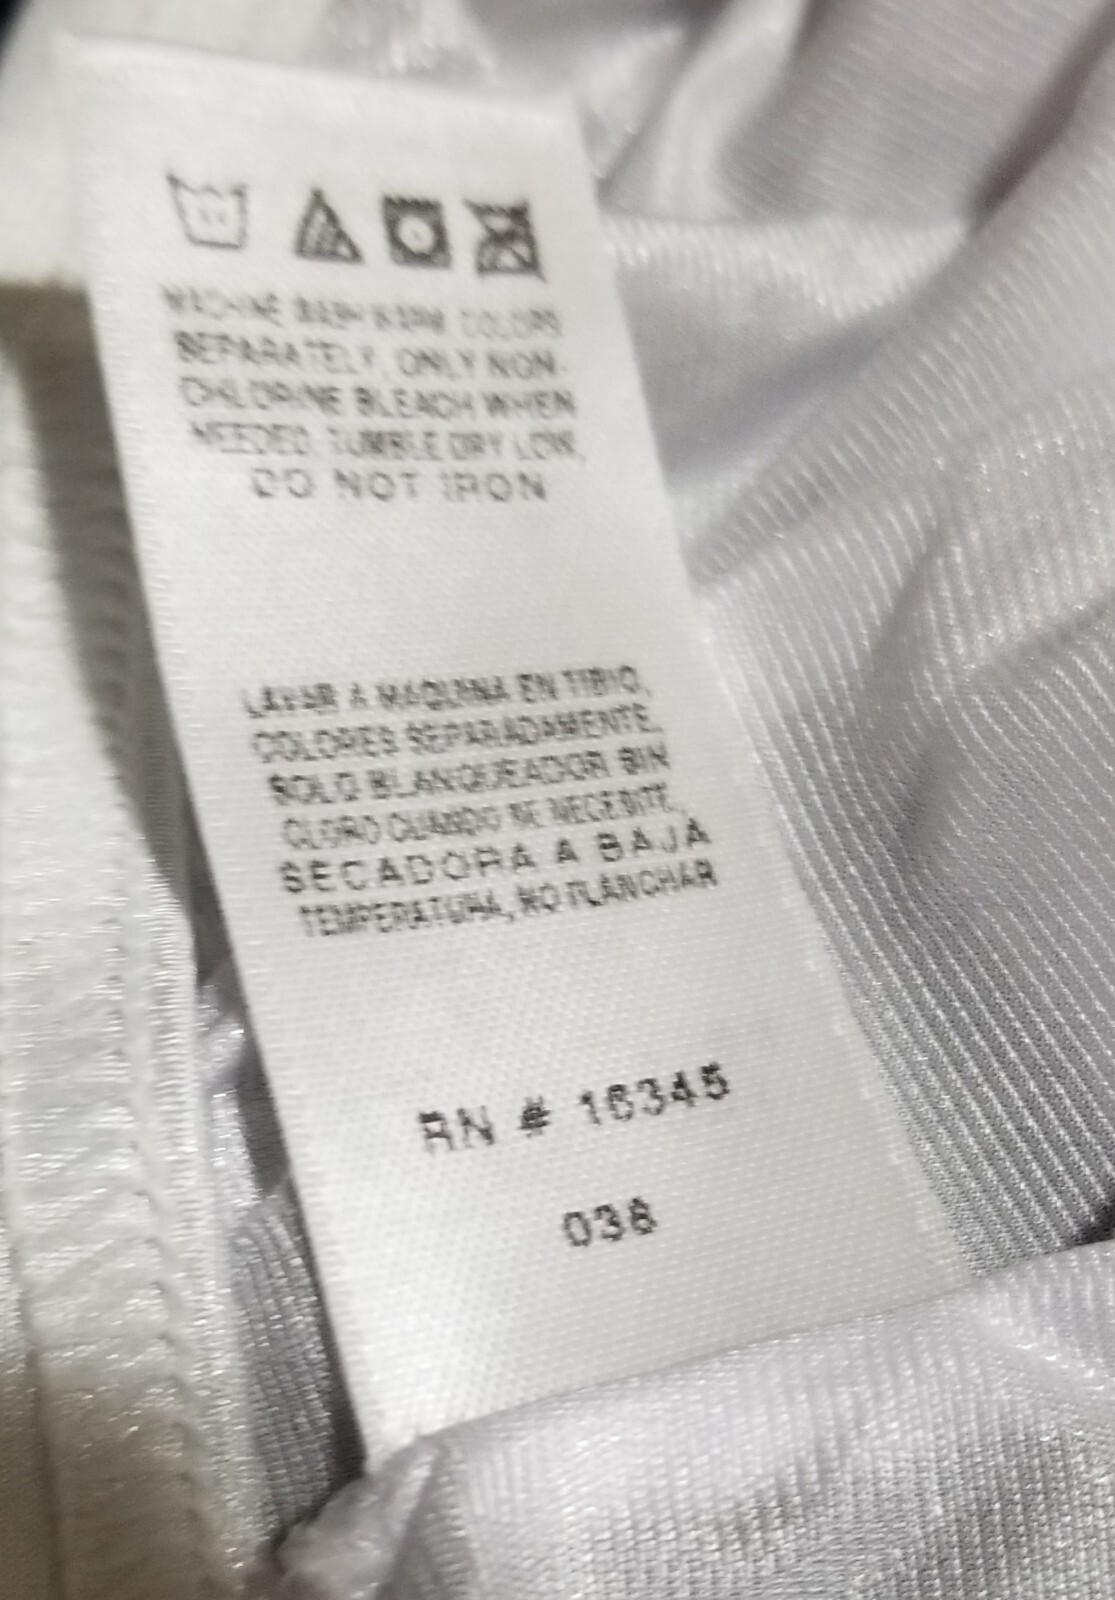 MACHINE WASH WARM, COLORS
SEPARATELY, ONLY NON-
CHLORINE BLEACH WHEN
NEEDED, TUMBLE DRY LOW,
DO NOT IRON
LAVAR A MAQUINA EN TIBIO,
COLORES SEPARADAMENTE,
SOLO BLANQUEADOR SIN
CLORO CUANDO SE NECESITE,
SECADORA A BAJA
TEMPERATURA, NO PLANCHAR
RN # 16345
038